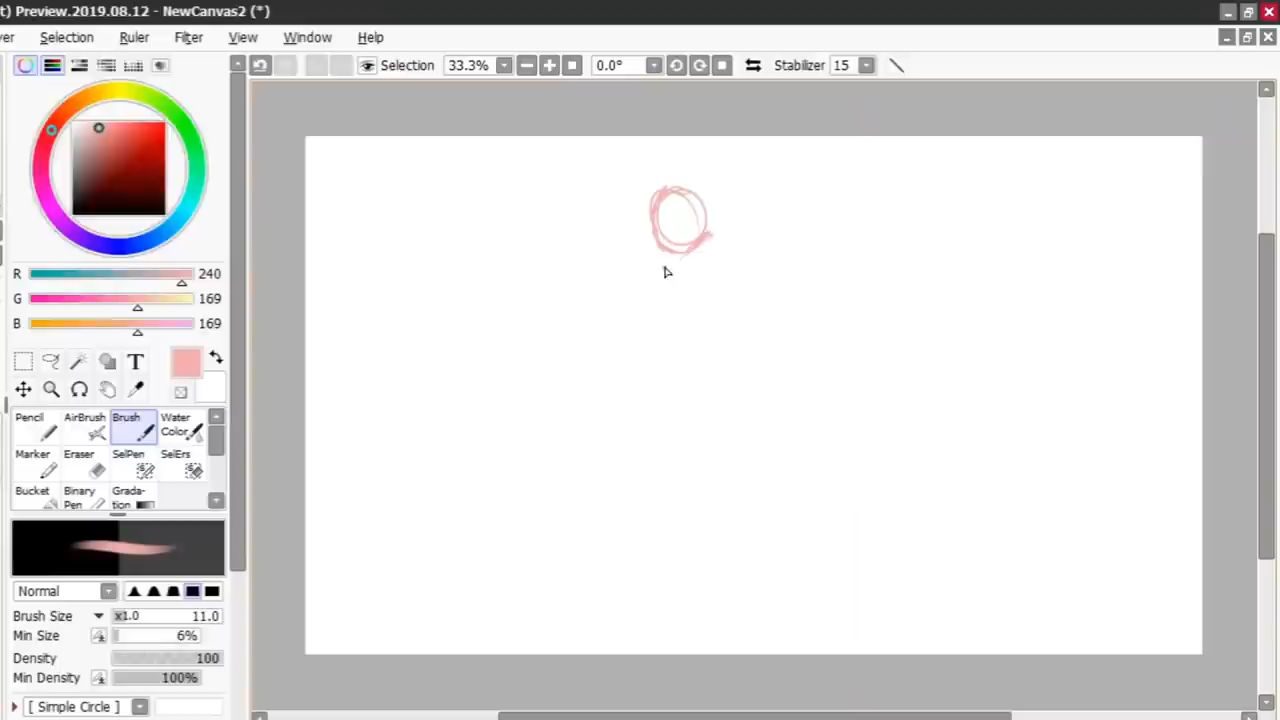 t) Preview.2019.08.12 - NewCanvas2 (*)
er Selection Ruler Filter View Window Help
Selection 33.3% 0.0° Stabilizer 15
R 240
G 169
B 169
T
Pencil AirBrush Brush Water Color
Marker Eraser SelPen SelErs
Bucket Binary Pen Grada-tion
Normal
Brush Size x1.0 11.0
Min Size 6%
Density 100
Min Density 100%
[ Simple Circle ]